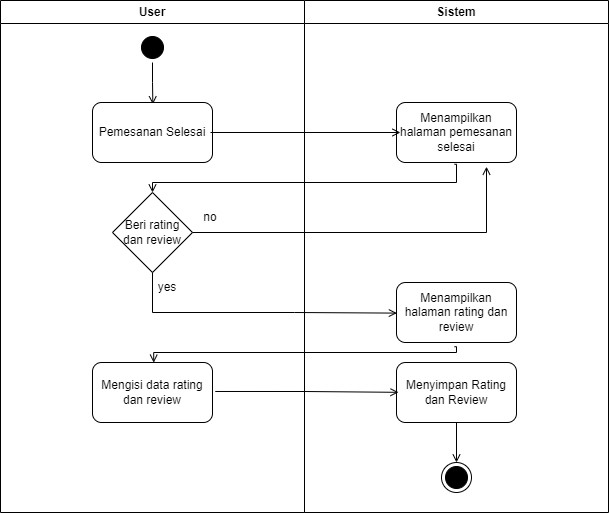 User
Sistem
Pemesanan Selesai
Menampilkan
halaman pemesanan
selesai
Beri rating
dan review
no
yes
Menampilkan
halaman rating dan
review
Mengisi data rating
dan review
Menyimpan Rating
dan Review